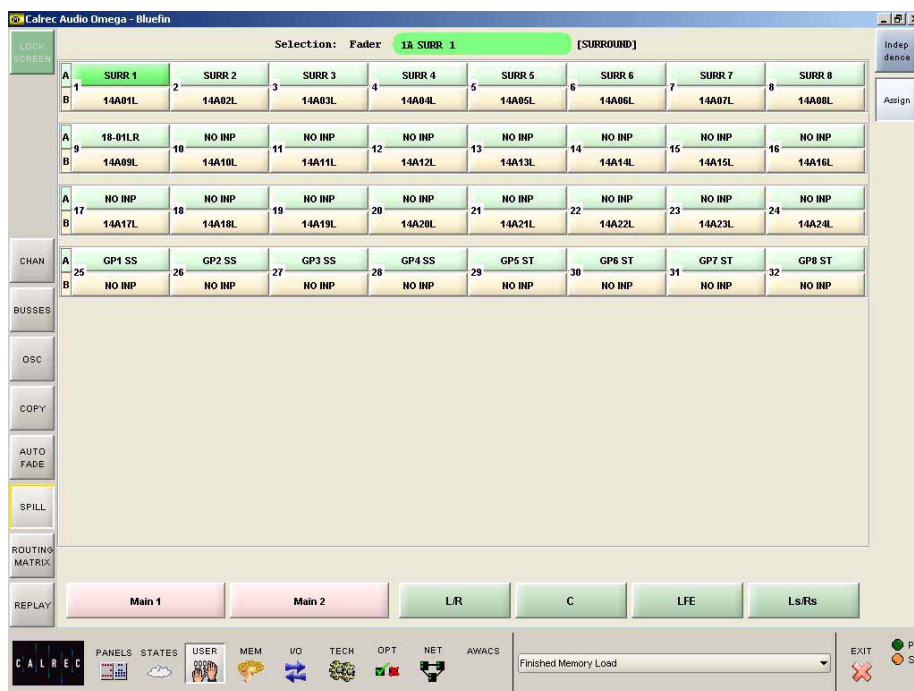 Calrec Audio Omega - Bluefin
LOCK SCREEN
Selection: Fader 1A SURR 1 [SURROUND]
Indep dence
Assign
A SURR 1 SURR 2 SURR 3 SURR 4 SURR 5 SURR 6 SURR 7 SURR 8
1 2 3 4 5 6 7 8
B 14A01L 14A02L 14A03L 14A04L 14A05L 14A06L 14A07L 14A08L
A 18-01LR NO INP NO INP NO INP NO INP NO INP NO INP NO INP
9 10 11 12 13 14 15 16
B 14A09L 14A10L 14A11L 14A12L 14A13L 14A14L 14A15L 14A16L
A NO INP NO INP NO INP NO INP NO INP NO INP NO INP NO INP
17 18 19 20 21 22 23 24
B 14A17L 14A18L 14A19L 14A20L 14A21L 14A22L 14A23L 14A24L
A GP1 SS GP2 SS GP3 SS GP4 SS GP5 ST GP6 ST GP7 ST GP8 ST
25 26 27 28 29 30 31 32
B NO INP NO INP NO INP NO INP NO INP NO INP NO INP NO INP
CHAN
BUSSES
OSC
COPY
AUTO FADE
SPILL
ROUTING MATRIX
REPLAY
Main 1 Main 2 L/R C LFE Ls/Rs
CALREC PANELS STATES USER MEM I/O TECH OPT NET AWACS Finished Memory Load EXIT P
S